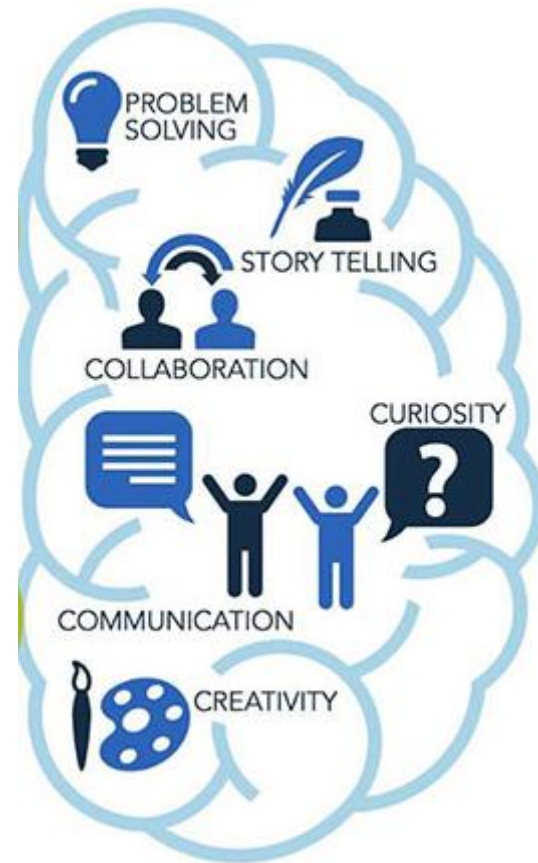 PROBLEM
SOLVING
STORY TELLING
COLLABORATION
CURIOSITY
?
COMMUNICATION
CREATIVITY